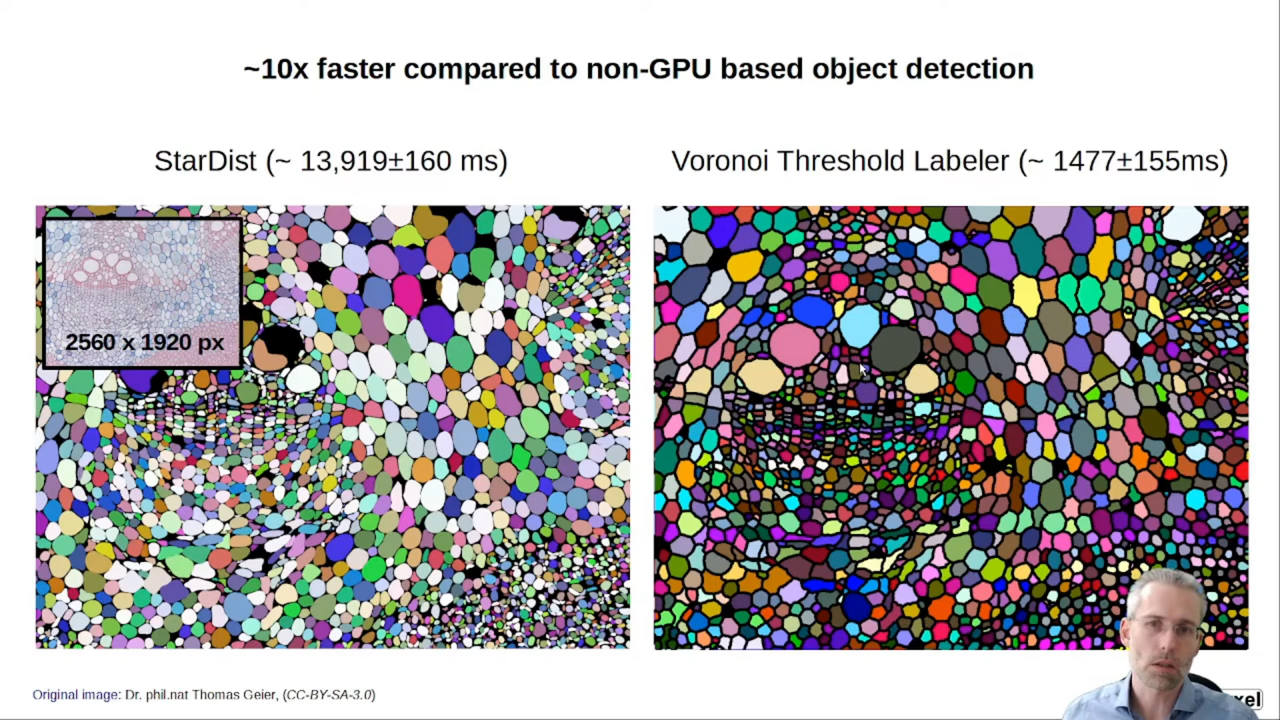 ~10x faster compared to non-GPU based object detection
StarDist (~ 13,919±160 ms)
Voronoi Threshold Labeler (~ 1477±155ms)
2560 x 1920 px
Original image: Dr. phil.nat Thomas Geier, (CC-BY-SA-3.0)
xel